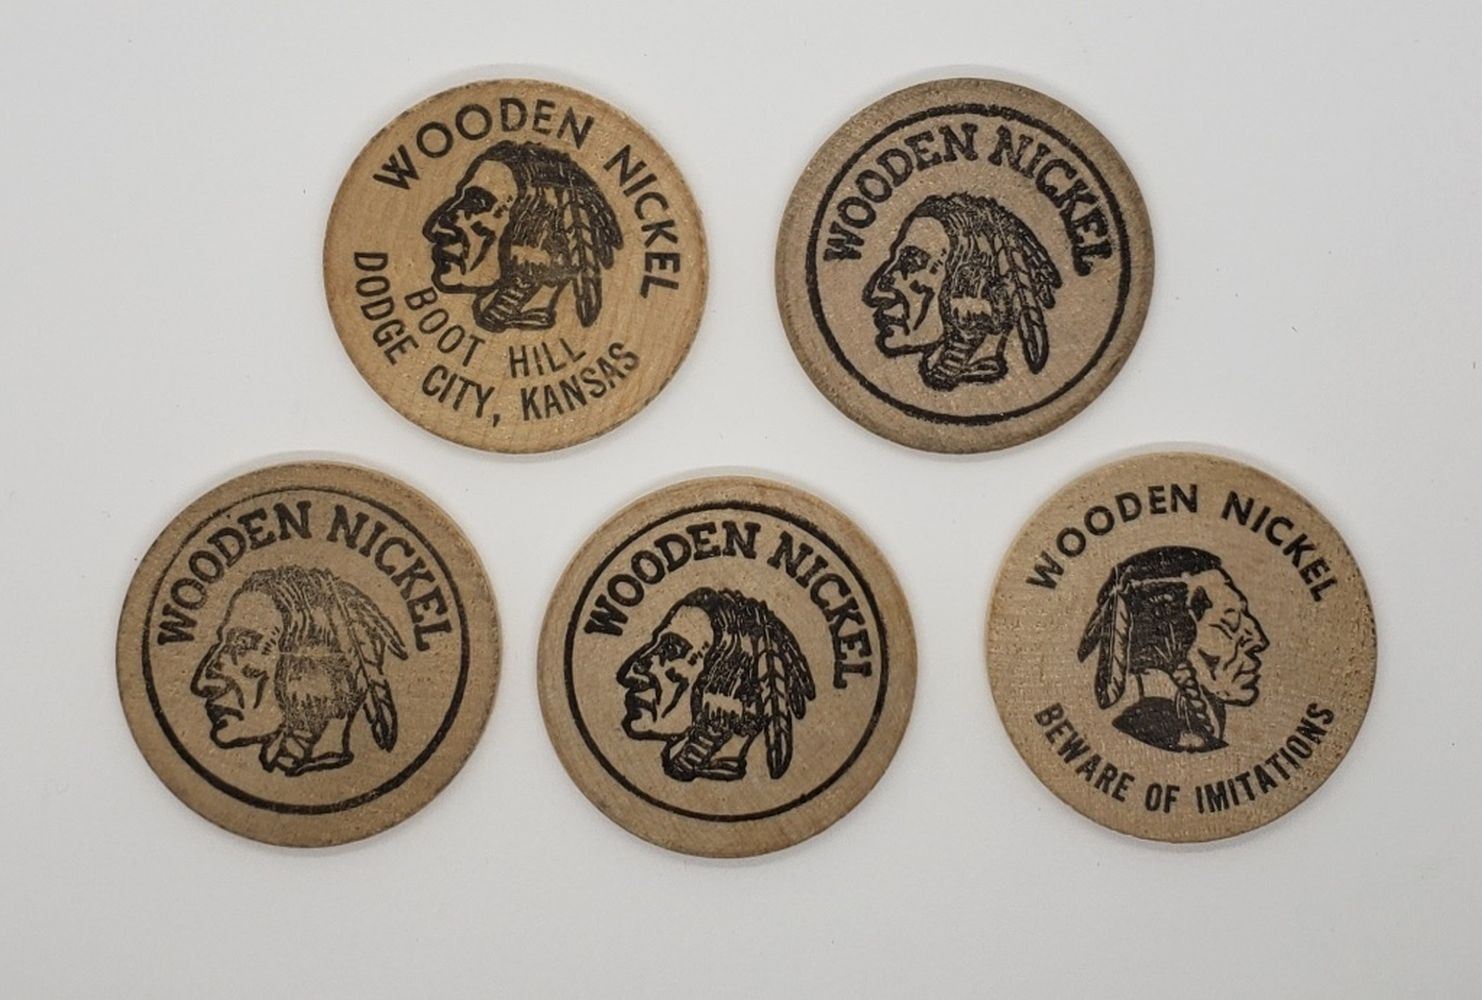 WOODEN NICKEL
BOOT HILL
DODGE CITY, KANSAS
WOODEN NICKEL
WOODEN NICKEL
WOODEN NICKEL
WOODEN NICKEL
BEWARE OF IMITATIONS